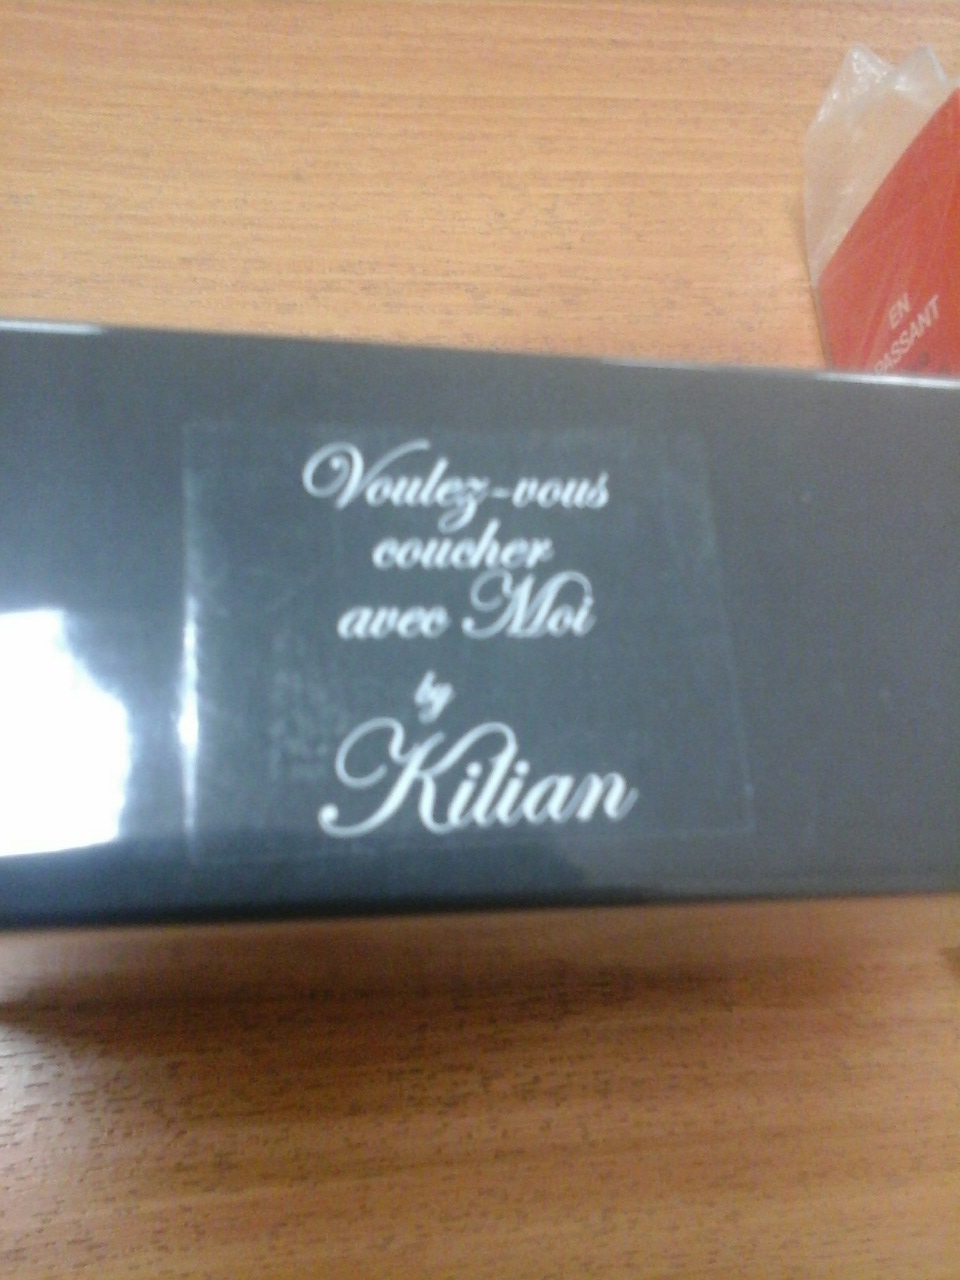 EN
PASSANT
Voulez-vous
coucher
avec Moi
by
Kilian